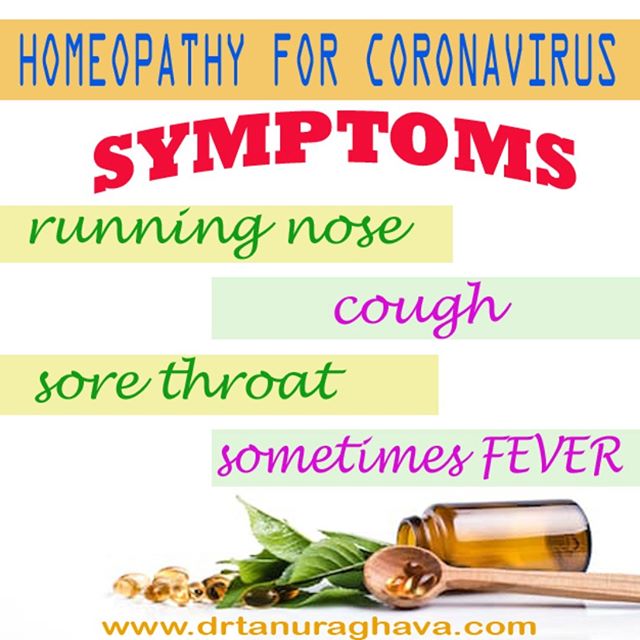 HOMEOPATHY FOR CORONAVIRUS
SYMPTOMS
running nose
cough
sore throat
sometimes FEVER
www.drtanuraghava.com